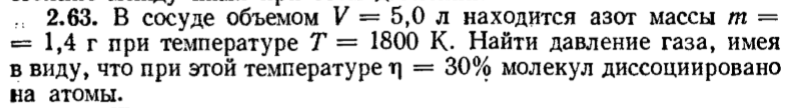 2.63. В сосуде объемом V = 5,0 л находится азот массы m =
= 1,4 г при температуре T = 1800 К. Найти давление газа, имея
в виду, что при этой температуре η = 30% молекул диссоциировано
на атомы.